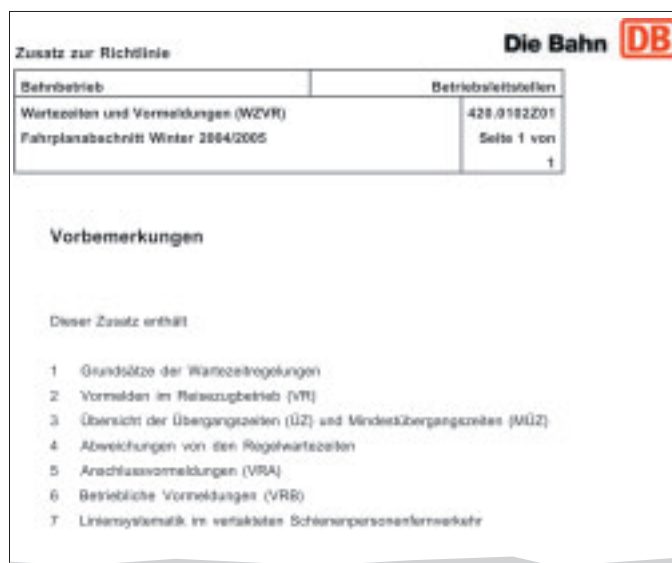 Zusatz zur Richtlinie
Die Bahn DB
Bahnbetrieb
Betriebsleitstellen
Wartezeiten und Vormeldungen (WZVR)
420.0102Z01
Fahrplanabschnitt Winter 2004/2005
Seite 1 von
1
Vorbemerkungen
Dieser Zusatz enthält
1 Grundsätze der Wartezeitregelungen
2 Vormelden im Reisezugbetrieb (VR)
3 Übersicht der Übergangszeiten (ÜZ) und Mindestübergangszeiten (MÜZ)
4 Abweichungen von den Regelwartezeiten
5 Anschlussvormeldungen (VRA)
6 Betriebliche Vormeldungen (VRB)
7 Liniensystematik im vertakteten Schienenpersonenfernverkehr